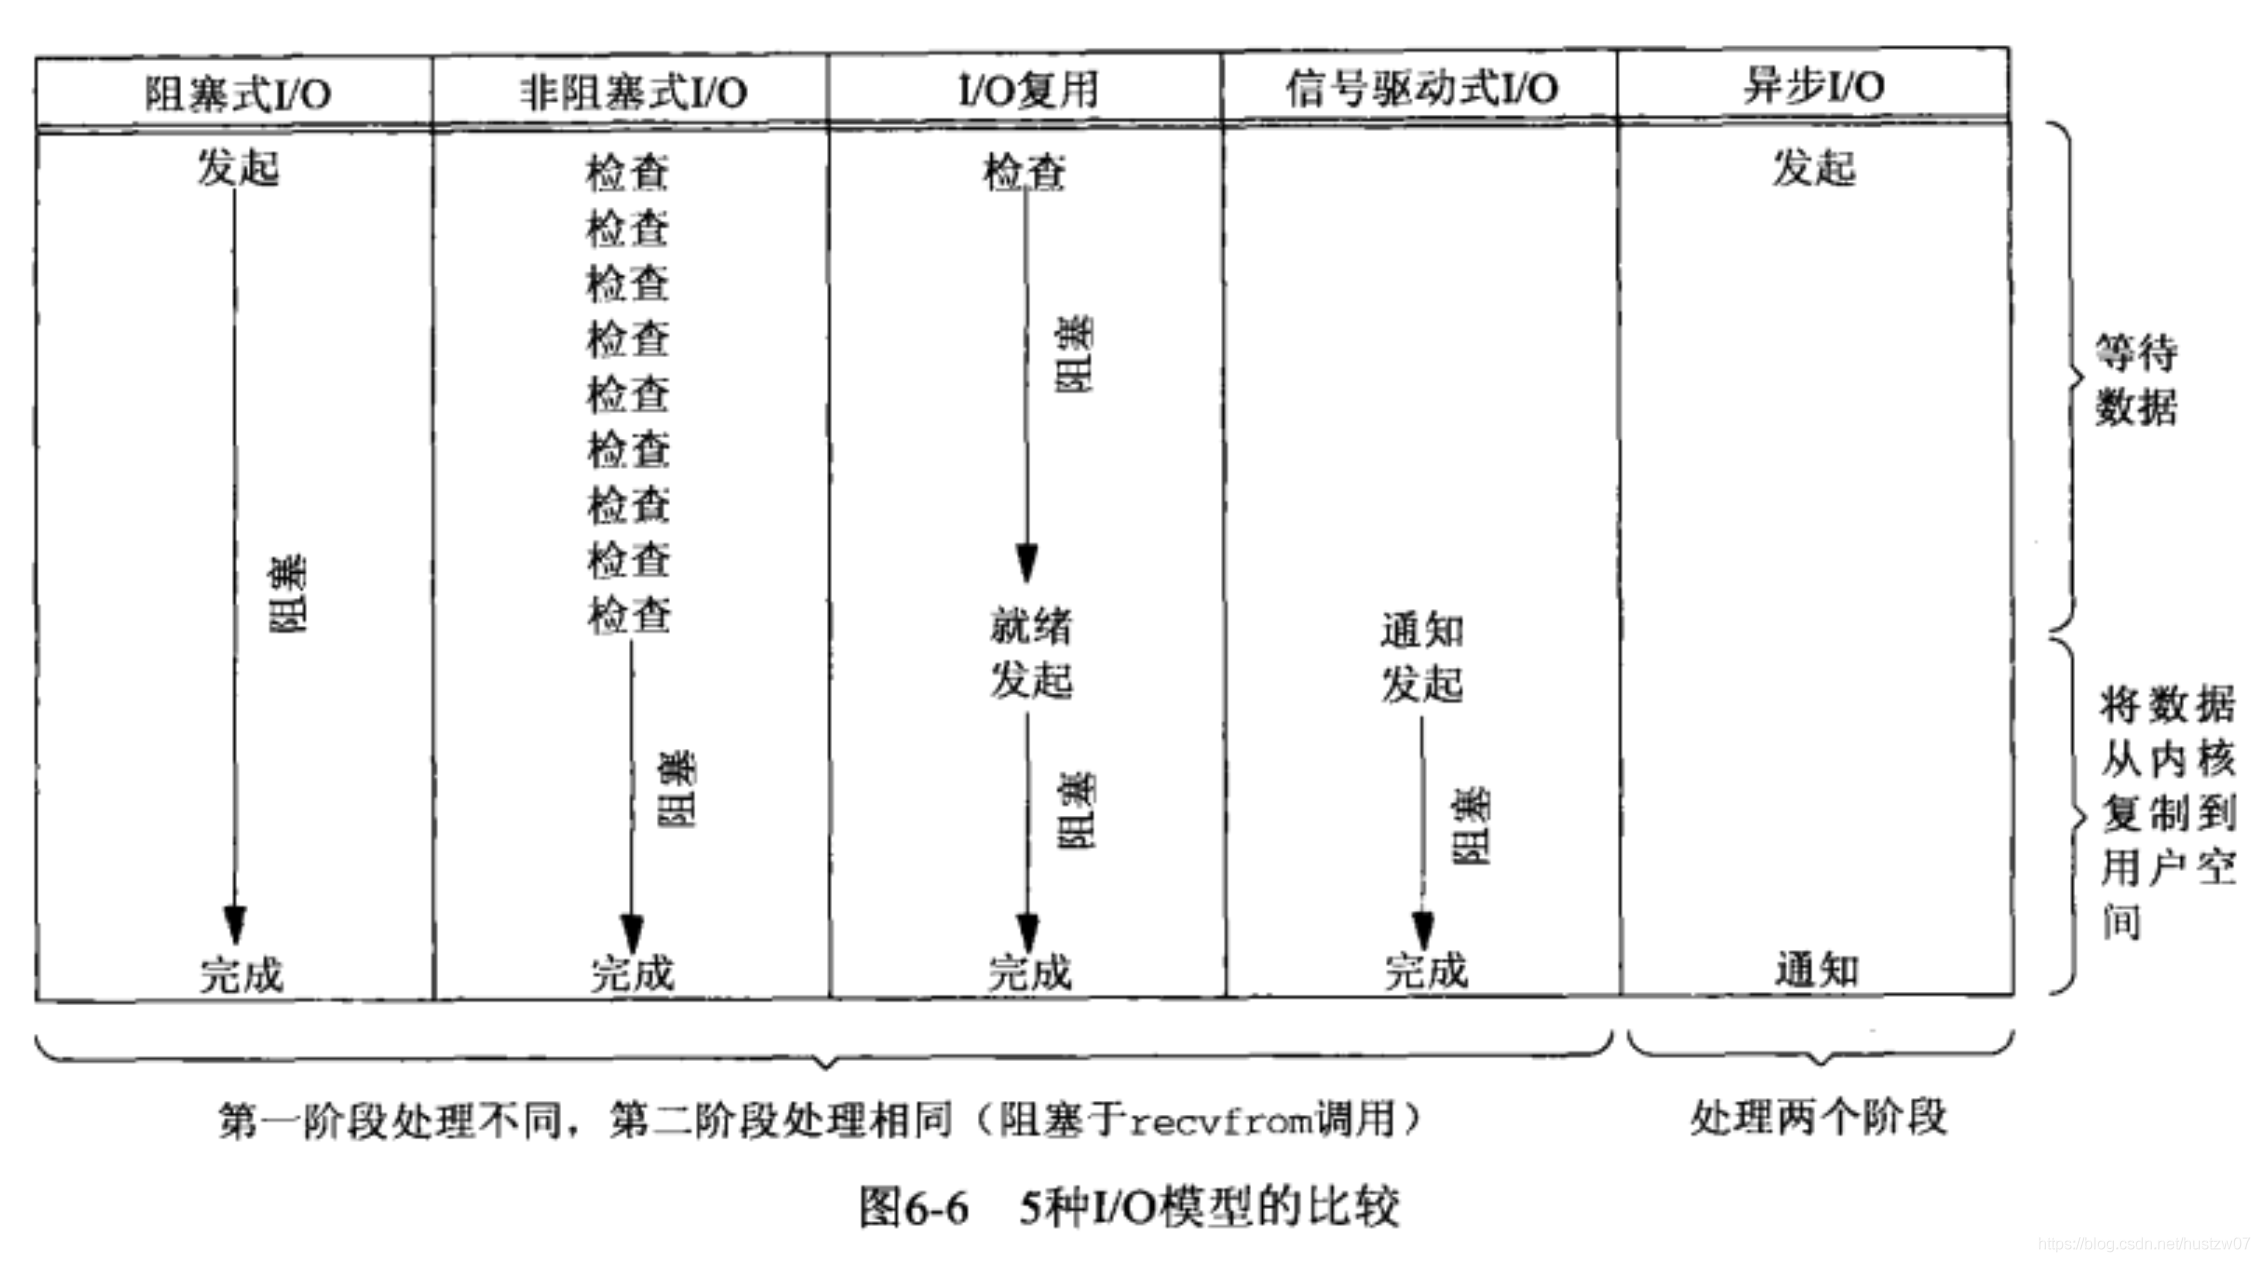 阻塞式I/O
非阻塞式I/O
I/O复用
信号驱动式I/O
异步I/O
发起
阻塞
完成
检查
检查
检查
检查
检查
检查
检查
检查
检查
阻塞
完成
检查
阻塞
就绪
发起
阻塞
完成
通知
发起
阻塞
完成
发起
通知
等待
数据
将数据
从内核
复制到
用户空
间
第一阶段处理不同，第二阶段处理相同（阻塞于recvfrom调用）
处理两个阶段
图6-6 5种I/O模型的比较
https://blog.csdn.net/hustzw07